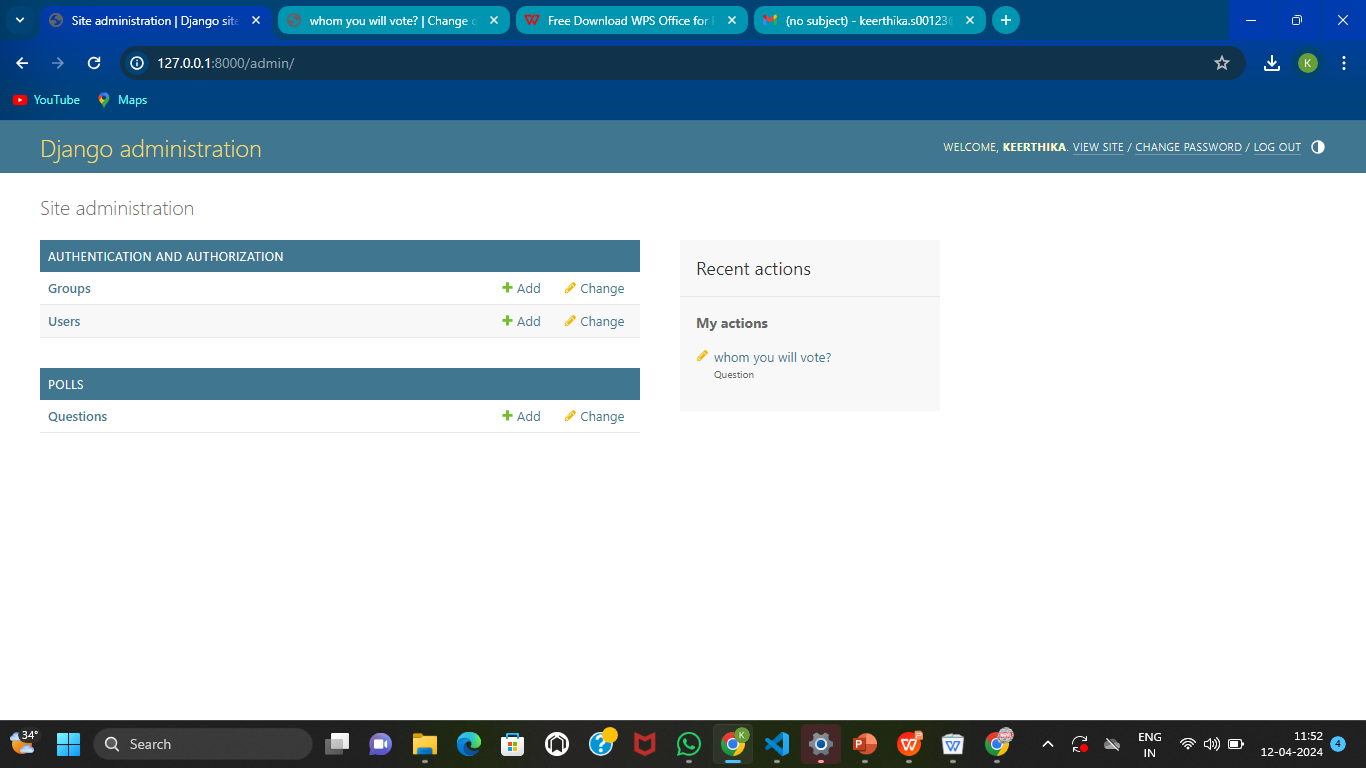 Site administration | Django site
whom you will vote? | Change
Free Download WPS Office for
(no subject) - keerthika.s00123
127.0.0.1:8000/admin/
K
YouTube
Maps
Django administration
WELCOME, KEERTHIKA. VIEW SITE / CHANGE PASSWORD / LOG OUT
Site administration
AUTHENTICATION AND AUTHORIZATION
Groups Add Change
Users Add Change
POLLS
Questions Add Change
Recent actions
My actions
whom you will vote?
Question
34°
Search
K
ENG
IN
11:52
12-04-2024
4